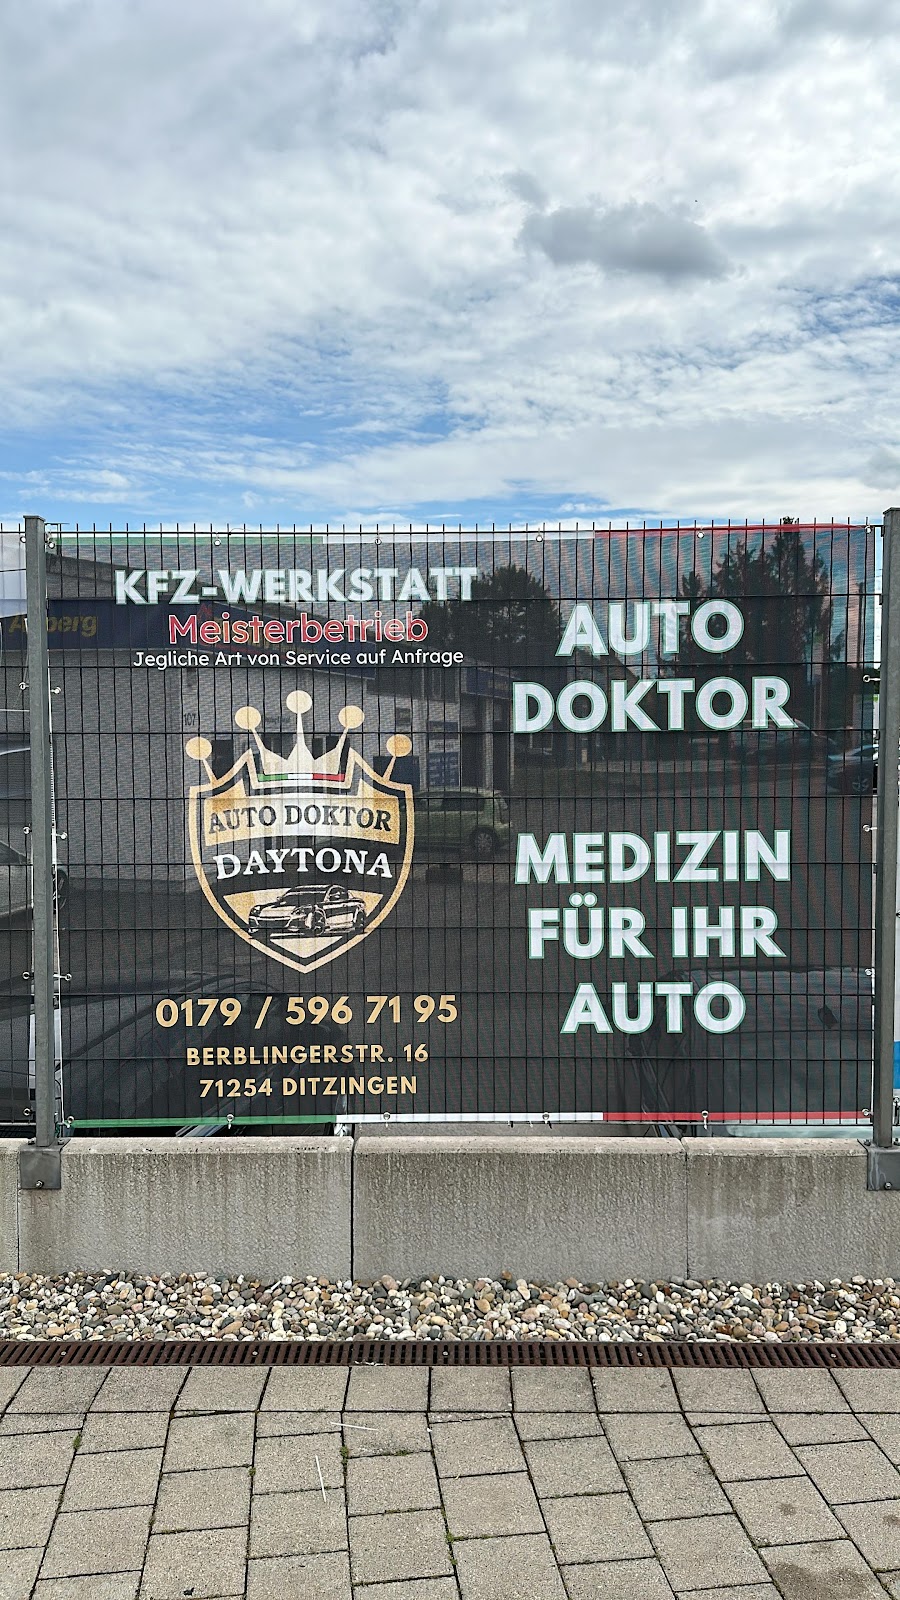 KFZ-WERKSTATT
Meisterbetrieb
Jegliche Art von Service auf Anfrage
AUTO DOKTOR
DAYTONA
0179 / 596 71 95
BERBLINGERSTR. 16
71254 DITZINGEN
AUTO
DOKTOR
MEDIZIN
FÜR IHR
AUTO
107